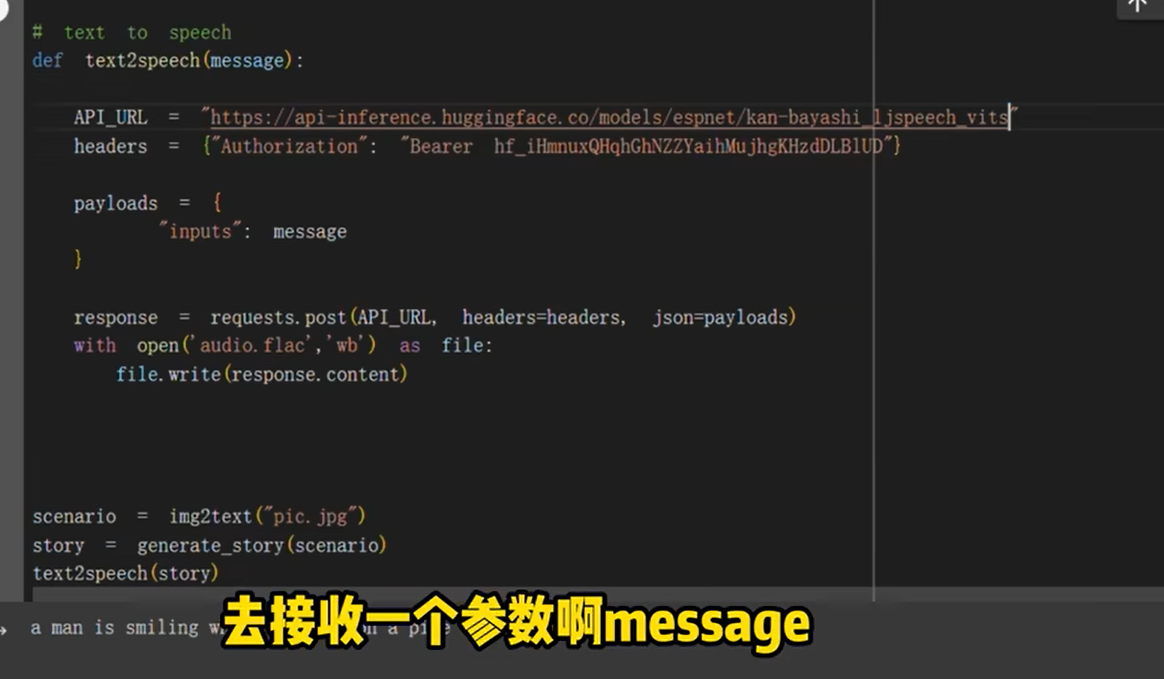 # text to speech
def text2speech(message):
API_URL = "https://api-inference.huggingface.co/models/espnet/kan-bayashi_ljspeech_vits"
headers = {"Authorization": "Bearer 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"}
payloads = {
"inputs": message
}
response = requests.post(API_URL, headers=headers, json=payloads)
with open('audio.flac','wb') as file:
file.write(response.content)
scenario = img2text("pic.jpg")
story = generate_story(scenario)
text2speech(story)
a man is smiling a
去接收一个参数啊message